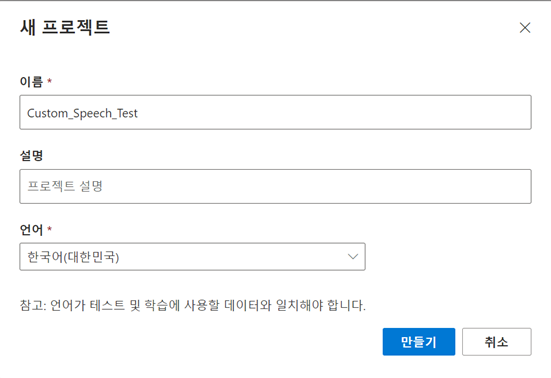 새 프로젝트
이름 *
Custom_Speech_Test
설명
프로젝트 설명
언어 *
한국어(대한민국)
참고: 언어가 테스트 및 학습에 사용할 데이터와 일치해야 합니다.
만들기 취소